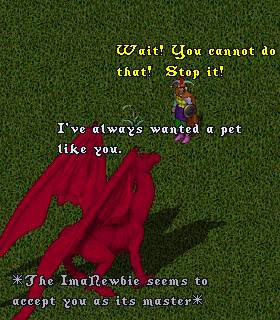 Wait! You cannot do
that! Stop it!
I've always wanted a pet
like you.
*The ImaNewbie seems to
accept you as its master*